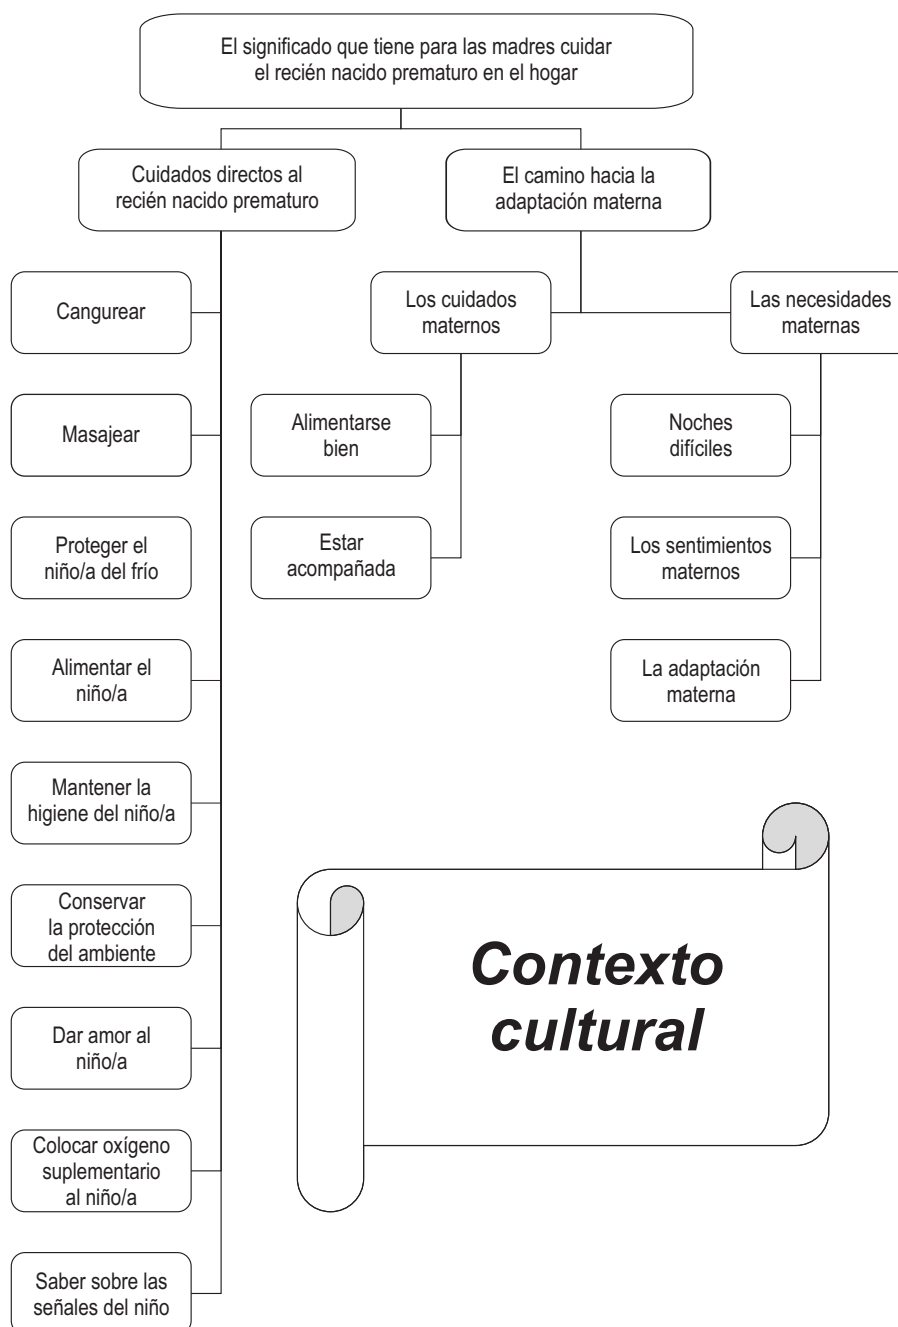 El significado que tiene para las madres cuidar
el recién nacido prematuro en el hogar
Cuidados directos al
recién nacido prematuro
El camino hacia la
adaptación materna
Cangurear
Los cuidados
maternos
Las necesidades
maternas
Masajear
Alimentarse
bien
Noches
difíciles
Proteger el
niño/a del frío
Estar
acompañada
Los sentimientos
maternos
Alimentar el
niño/a
La adaptación
materna
Mantener la
higiene del niño/a
Conservar
la protección
del ambiente
Contexto
cultural
Dar amor al
niño/a
Colocar oxígeno
suplementario
al niño/a
Saber sobre las
señales del niño